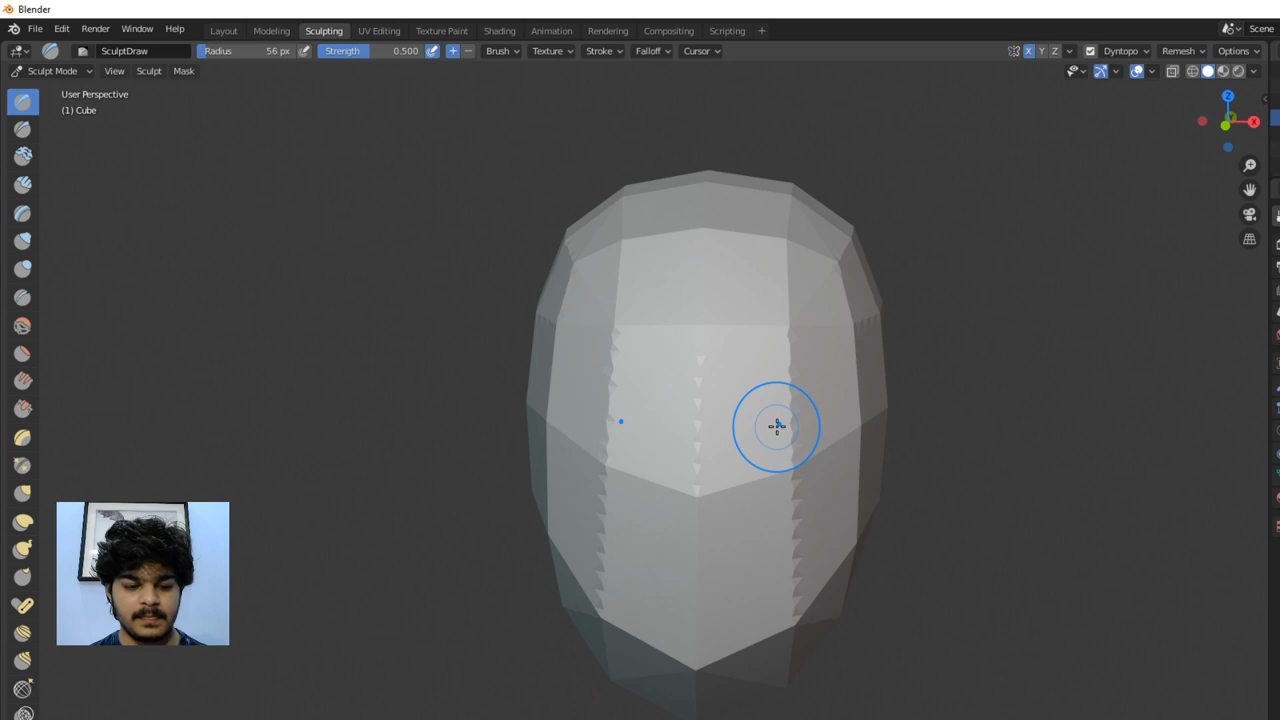 Blender
File Edit Render Window Help Layout Modeling Sculpting UV Editing Texture Paint Shading Animation Rendering Compositing Scripting + Scene
SculptDraw Radius 56 px Strength 0.500 Brush Texture Stroke Falloff Cursor X Y Z Dyntopo Remesh Options
Sculpt Mode View Sculpt Mask
User Perspective
(1) Cube
Z
X